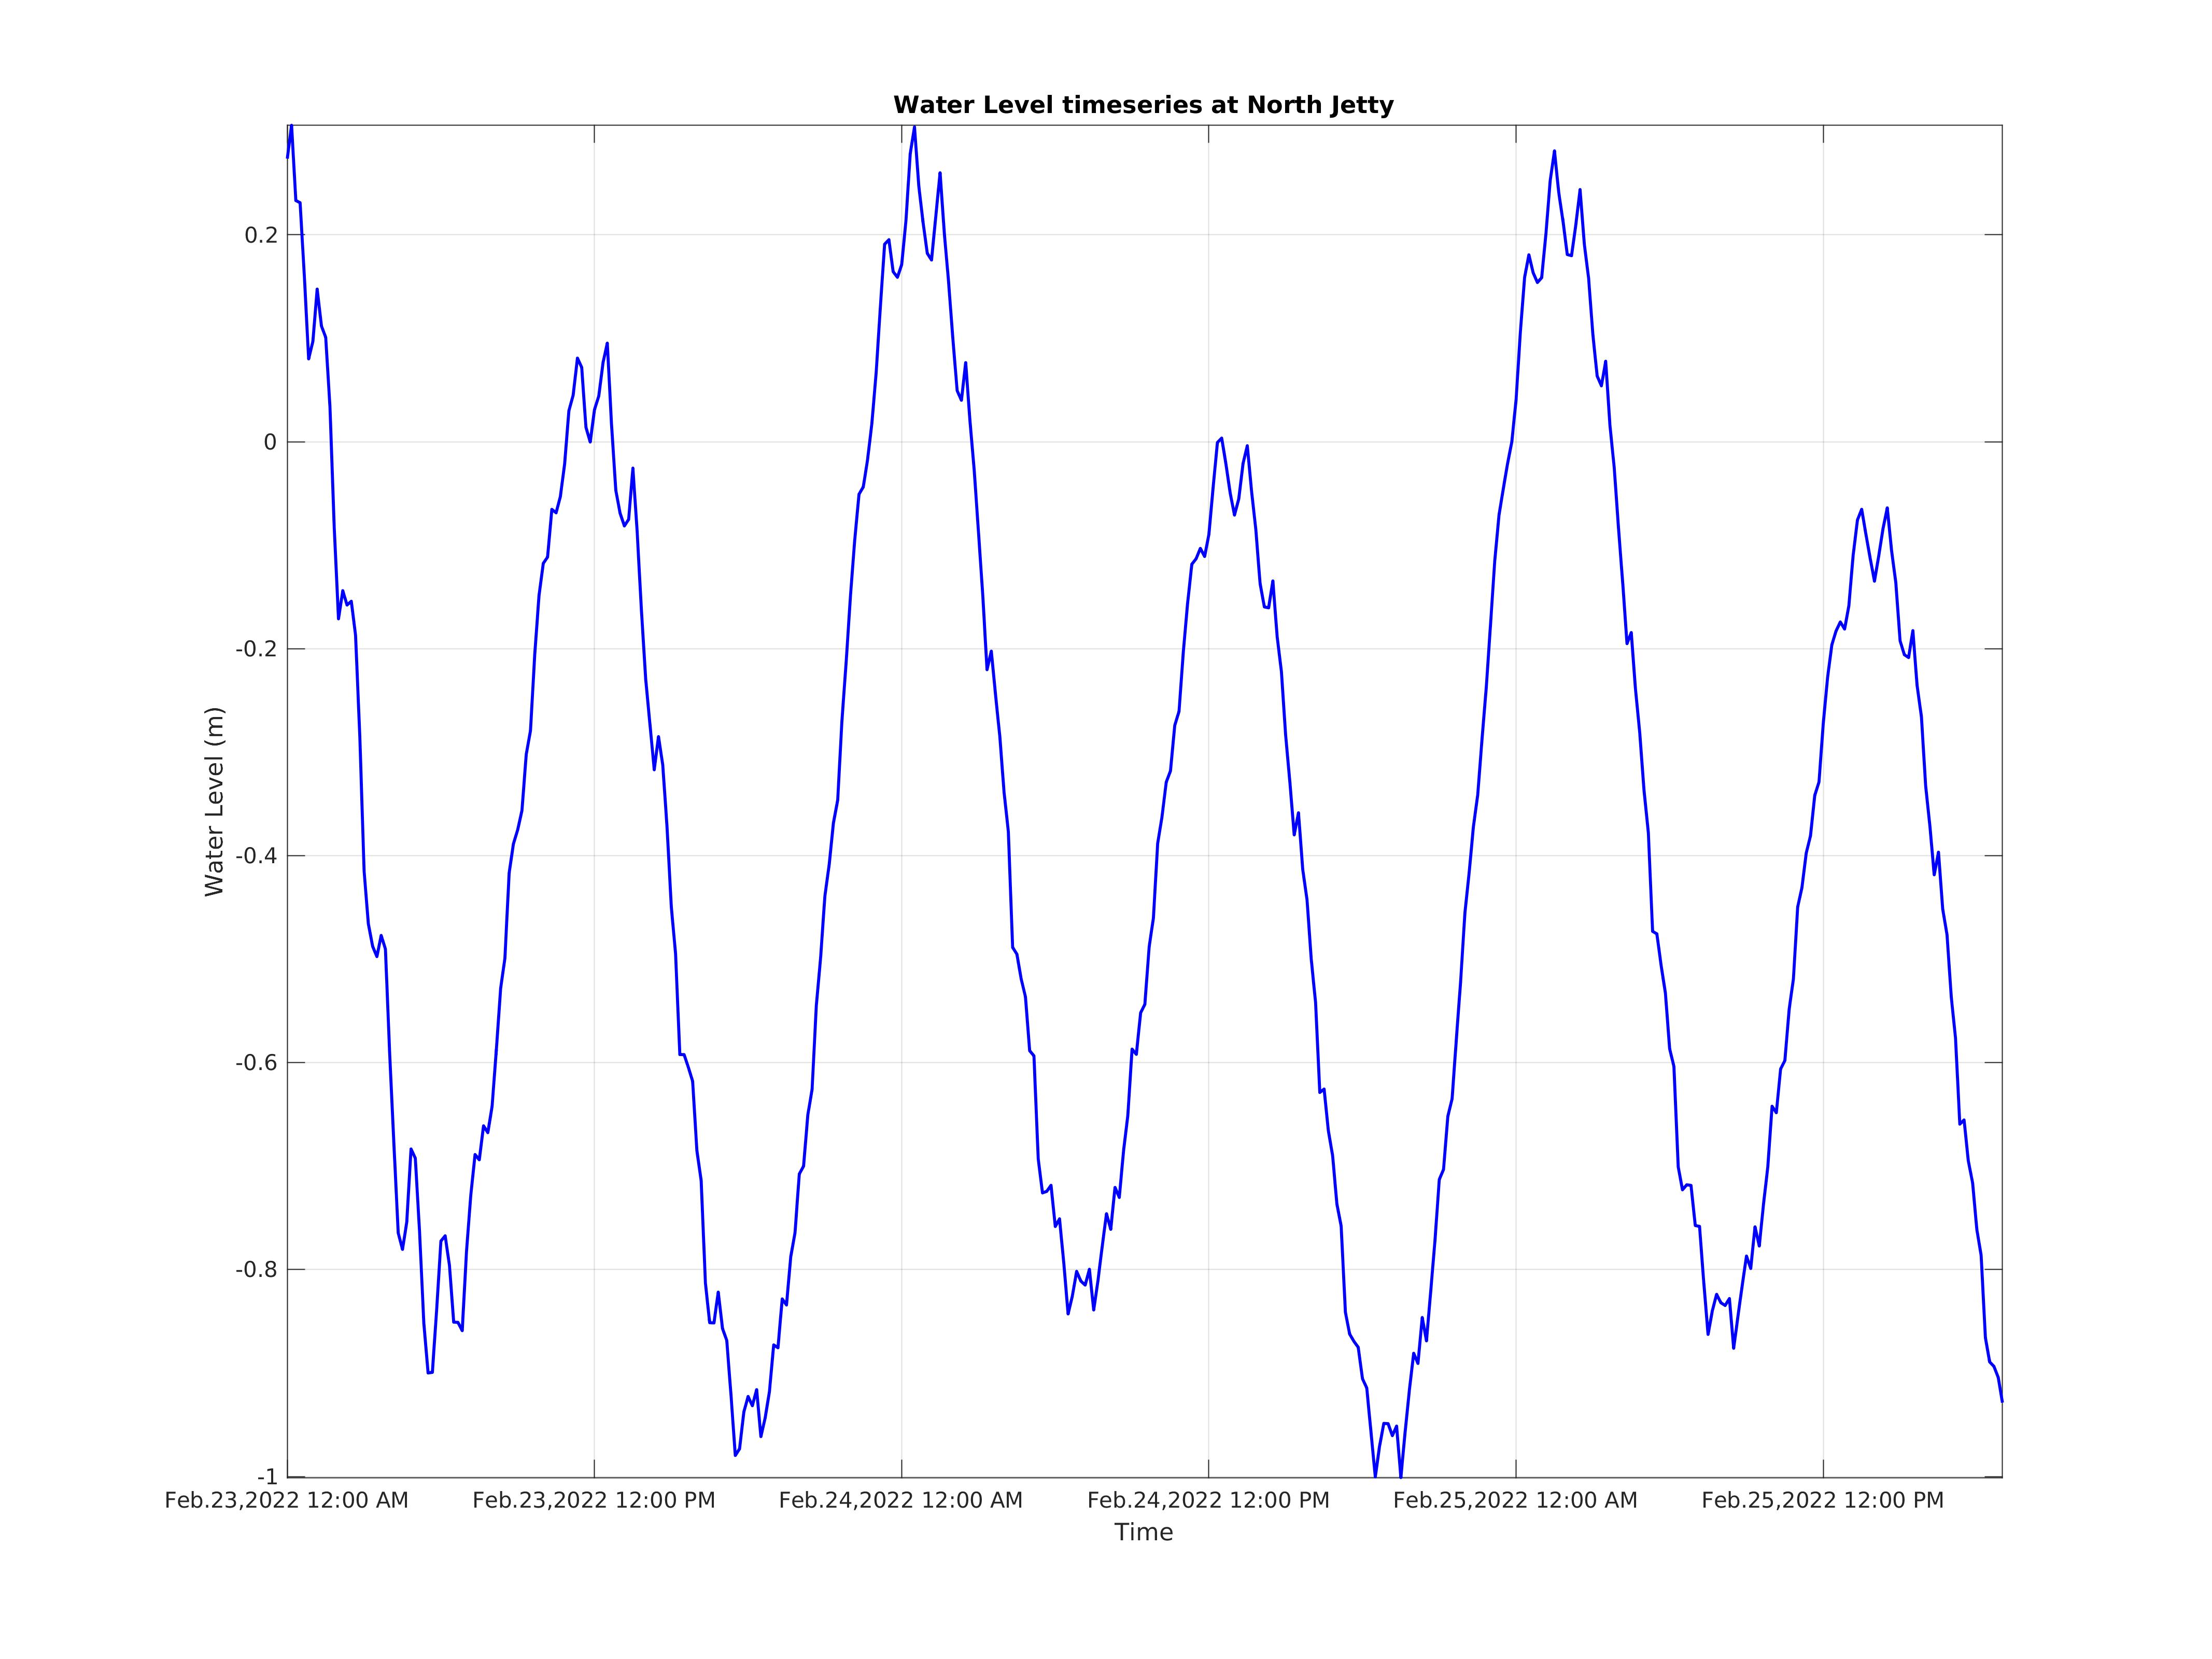 Water Level timeseries at North Jetty
0.2
0
-0.2
-0.4
-0.6
-0.8
-1
Water Level (m)
Feb.23,2022 12:00 AM Feb.23,2022 12:00 PM Feb.24,2022 12:00 AM Feb.24,2022 12:00 PM Feb.25,2022 12:00 AM Feb.25,2022 12:00 PM
Time